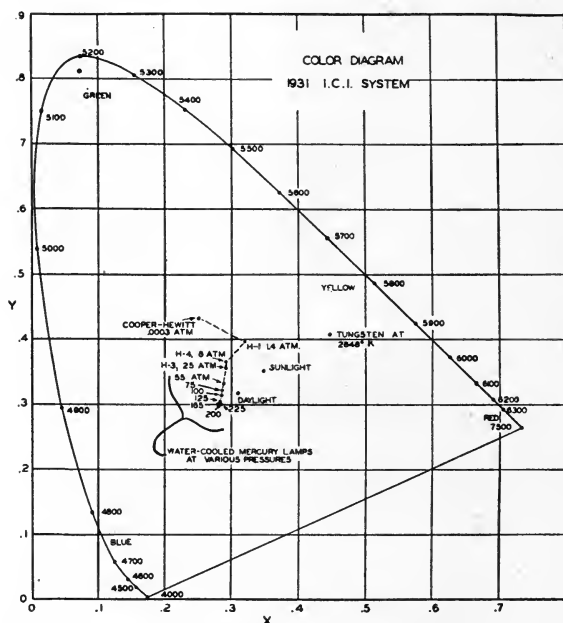 COLOR DIAGRAM
1931 I.C.I. SYSTEM
.9
.8
.7
.6
.5
.4
.3
.2
.1
0
Y
5200
5300
GREEN
5100
5400
5500
5600
5700
5000
YELLOW
5800
COOPER-HEWITT
.0003 ATM
5900
TUNGSTEN AT
2848° K
H-1 1.4 ATM.
6000
H-4, 8 ATM
H-3, 25 ATM
SUNLIGHT
6100
55 ATM
75
100
125
165
200
225
DAYLIGHT
6200
6300
RED
7500
4900
WATER-COOLED MERCURY LAMPS
AT VARIOUS PRESSURES
4800
BLUE
4700
4600
4500
4000
0
.1
.2
.3
.4
.5
.6
.7
.8
X